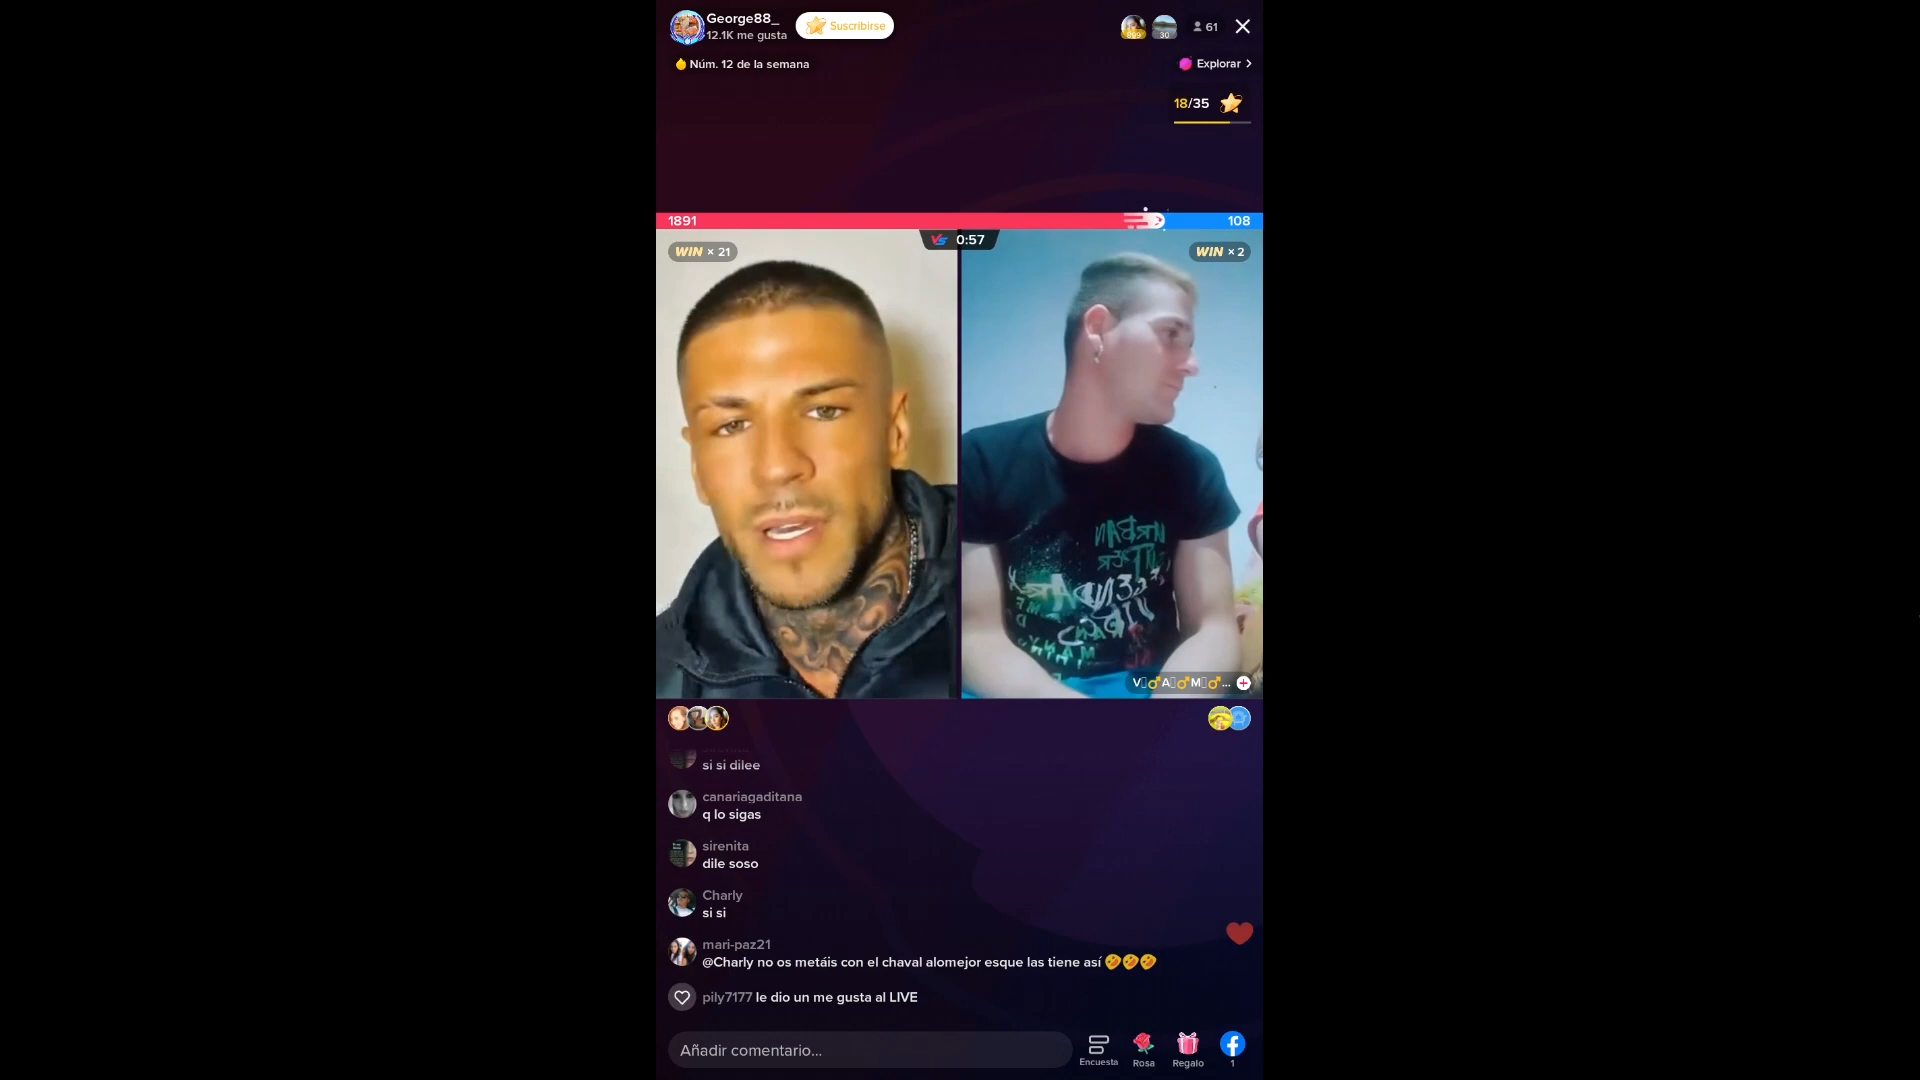 George88_
12.1K me gusta
Suscribirse
899
30
61
Núm. 12 de la semana
Explorar
18/35
1891
108
VS 0:57
WIN × 21
WIN × 2
V♂A♂M♂...
si si dilee
canariagaditana
q lo sigas
sirenita
dile soso
Charly
si si
mari-paz21
@Charly no os metáis con el chaval alomejor esque las tiene así 🤣🤣🤣
pily7177 le dio un me gusta al LIVE
Añadir comentario...
Encuesta
Rosa
Regalo
1